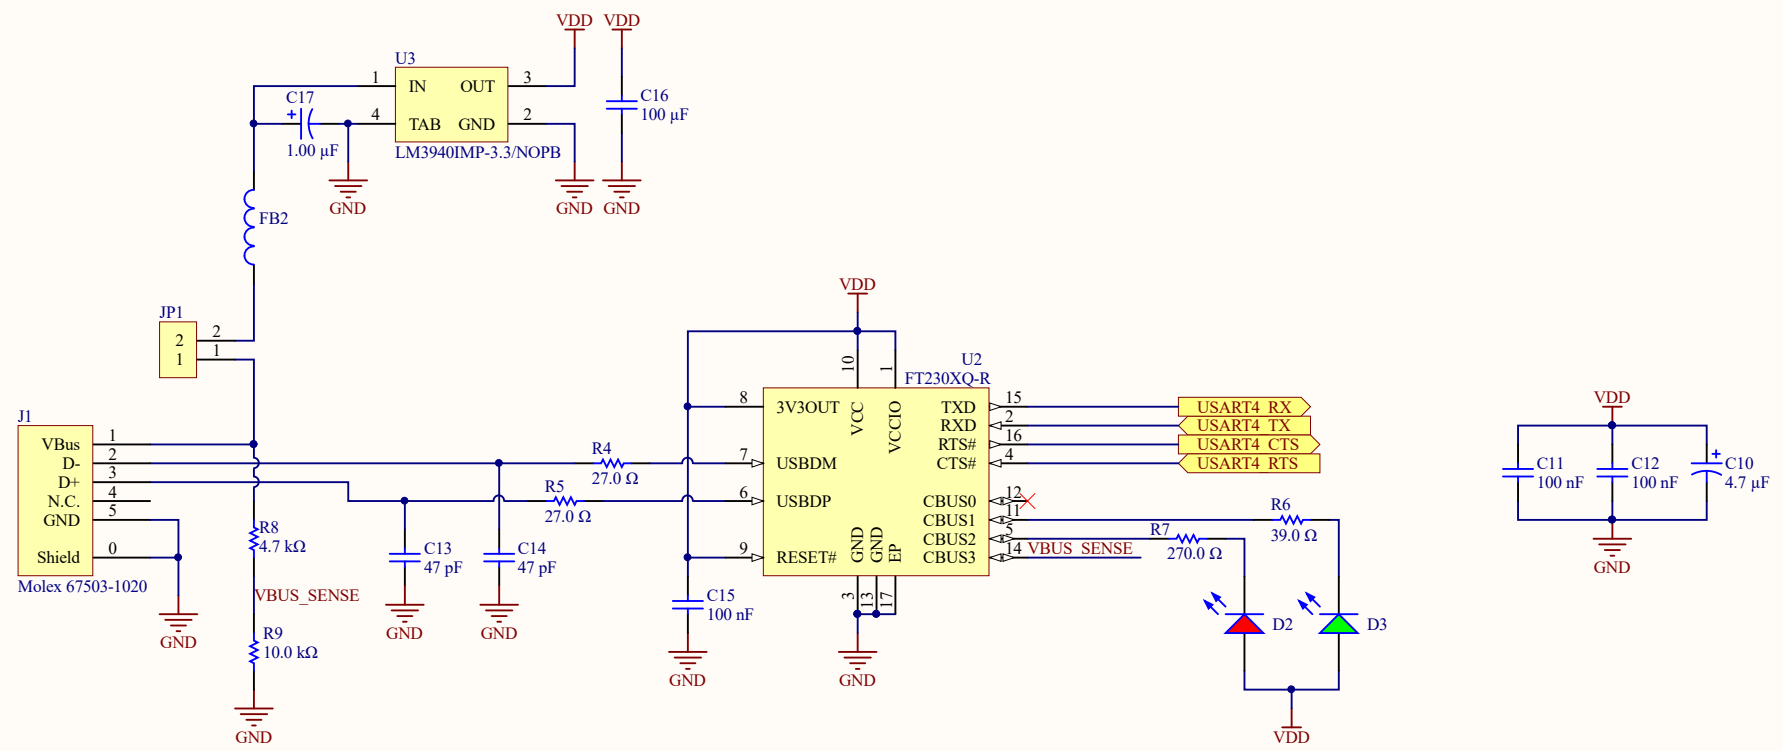 VDD
VDD
U3
1
IN
OUT
3
C17
+
4
TAB
GND
2
1.00 µF
LM3940IMP-3.3/NOPB
C16
100 µF
GND
GND
GND
FB2
JP1
2
2
1
1
J1
VBus
1
D-
2
D+
3
N.C.
4
GND
5
Shield
0
Molex 67503-1020
GND
R8
4.7 kΩ
VBUS_SENSE
R9
10.0 kΩ
GND
C13
47 pF
GND
C14
47 pF
GND
R4
27.0 Ω
R5
27.0 Ω
VDD
10
1
U2
FT230XQ-R
8
3V3OUT
VCC
VCCIO
7
USBDM
6
USBDP
9
RESET#
GND
GND
EP
3
13
17
GND
C15
100 nF
GND
TXD
15
USART4_RX
RXD
2
USART4_TX
RTS#
16
USART4_CTS
CTS#
4
USART4_RTS
CBUS0
12
CBUS1
11
CBUS2
5
CBUS3
14
VBUS_SENSE
R7
270.0 Ω
R6
39.0 Ω
D2
D3
VDD
VDD
C11
100 nF
C12
100 nF
+
C10
4.7 µF
GND